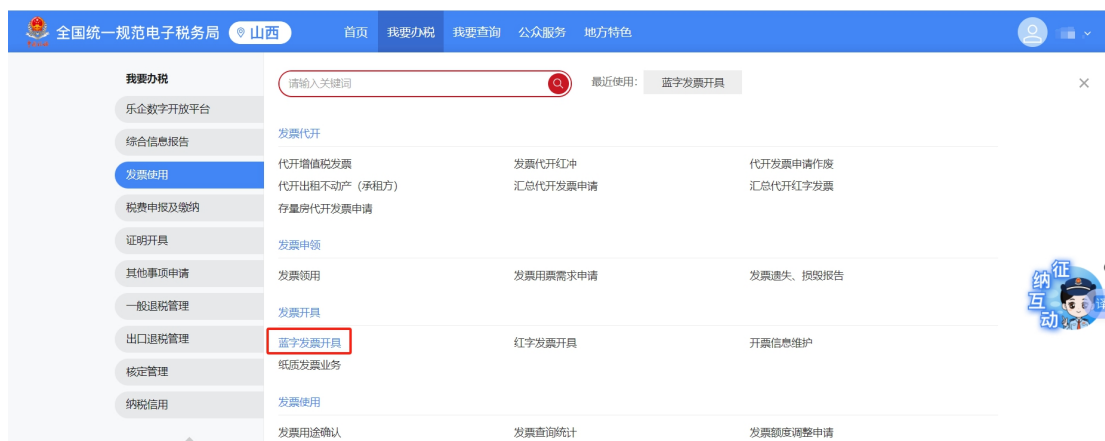 全国统一规范电子税务局 山西 首页 我要办税 我要查询 公众服务 地方特色
我要办税
乐企数字开放平台
综合信息报告
发票使用
税费申报及缴纳
证明开具
其他事项申请
一般退税管理
出口退税管理
核定管理
纳税信用
请输入关键词 最近使用: 蓝字发票开具
发票代开
代开增值税发票 发票代开红冲 代开发票申请作废
代开出租不动产（承租方） 汇总代开发票申请 汇总代开红字发票
存量房代开发票申请
发票申领
发票领用 发票用票需求申请 发票遗失、损毁报告
发票开具
蓝字发票开具 红字发票开具 开票信息维护
纸质发票业务
发票使用
发票用途确认 发票查询统计 发票额度调整申请
征纳互动
译